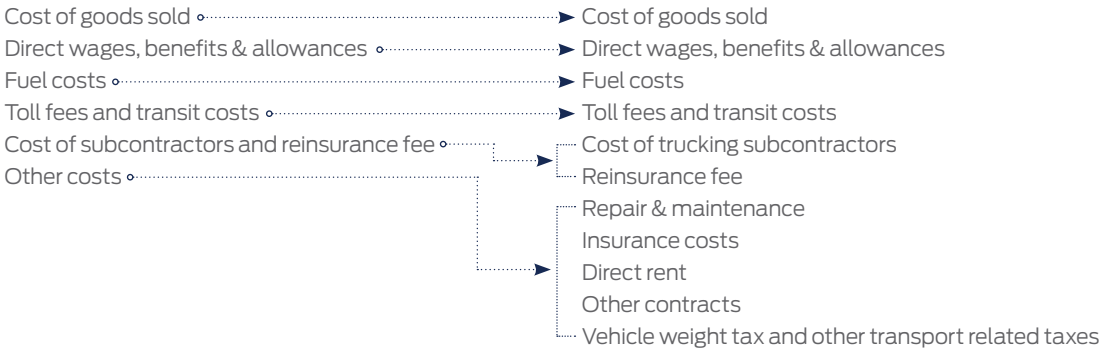 Cost of goods sold
Direct wages, benefits & allowances
Fuel costs
Toll fees and transit costs
Cost of subcontractors and reinsurance fee
Other costs
Cost of goods sold
Direct wages, benefits & allowances
Fuel costs
Toll fees and transit costs
Cost of trucking subcontractors
Reinsurance fee
Repair & maintenance
Insurance costs
Direct rent
Other contracts
Vehicle weight tax and other transport related taxes